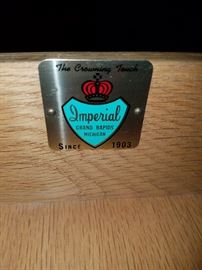 The Crowning Touch
Imperial
GRAND RAPIDS
MICHIGAN
SINCE 1903